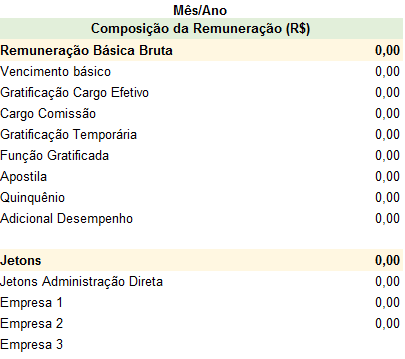 Mês/Ano
Composição da Remuneração (R$)
Remuneração Básica Bruta 0,00
Vencimento básico 0,00
Gratificação Cargo Efetivo 0,00
Cargo Comissão 0,00
Gratificação Temporária 0,00
Função Gratificada 0,00
Apostila 0,00
Quinquênio 0,00
Adicional Desempenho 0,00
Jetons 0,00
Jetons Administração Direta 0,00
Empresa 1 0,00
Empresa 2 0,00
Empresa 3